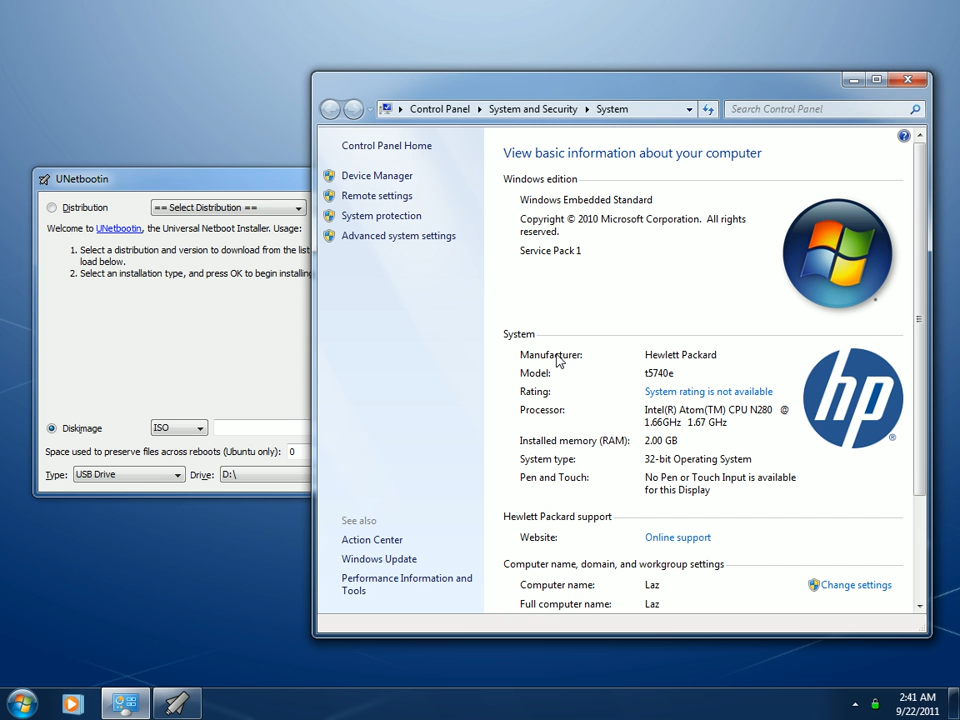 UNetbootin
Distribution
== Select Distribution ==
Welcome to UNetbootin, the Universal Netboot Installer. Usage:
1. Select a distribution and version to download from the list
load below.
2. Select an installation type, and press OK to begin installing
Diskimage
ISO
Space used to preserve files across reboots (Ubuntu only): 0
Type: USB Drive Drive: D:\
Control Panel System and Security System
Search Control Panel
Control Panel Home
Device Manager
Remote settings
System protection
Advanced system settings
See also
Action Center
Windows Update
Performance Information and
Tools
View basic information about your computer
Windows edition
Windows Embedded Standard
Copyright © 2010 Microsoft Corporation. All rights
reserved.
Service Pack 1
System
Manufacturer: Hewlett Packard
Model: t5740e
Rating: System rating is not available
Processor: Intel(R) Atom(TM) CPU N280 @
1.66GHz 1.67 GHz
Installed memory (RAM): 2.00 GB
System type: 32-bit Operating System
Pen and Touch: No Pen or Touch Input is available
for this Display
hp
Hewlett Packard support
Website: Online support
Computer name, domain, and workgroup settings
Computer name: Laz
Change settings
Full computer name: Laz
2:41 AM
9/22/2011